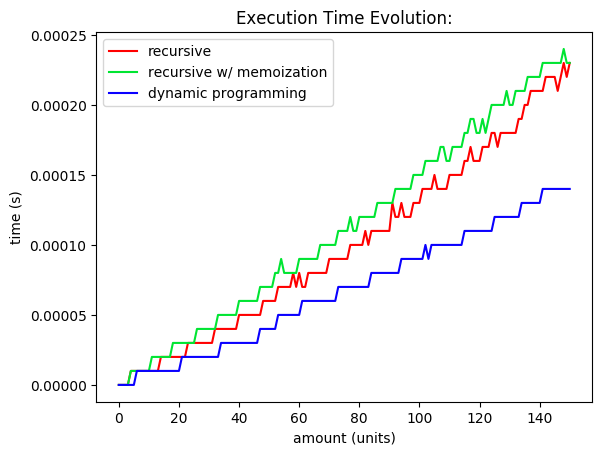 Execution Time Evolution:
0.00025
0.00020
0.00015
0.00010
0.00005
0.00000
time (s)
recursive
recursive w/ memoization
dynamic programming
0 20 40 60 80 100 120 140
amount (units)